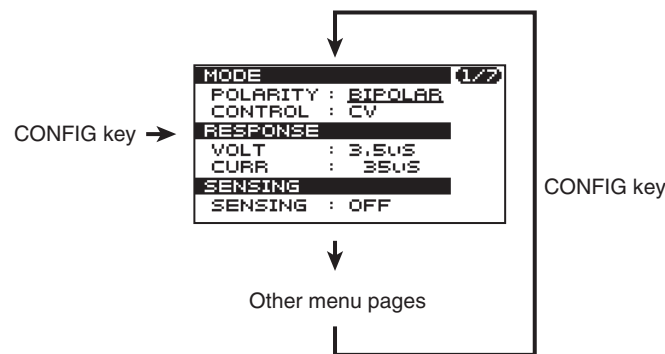 MODE (1/7)
POLARITY : BIPOLAR
CONTROL : CV
CONFIG key
RESPONSE
VOLT : 3.5uS
CURR : 35uS
SENSING
CONFIG key
SENSING : OFF
Other menu pages